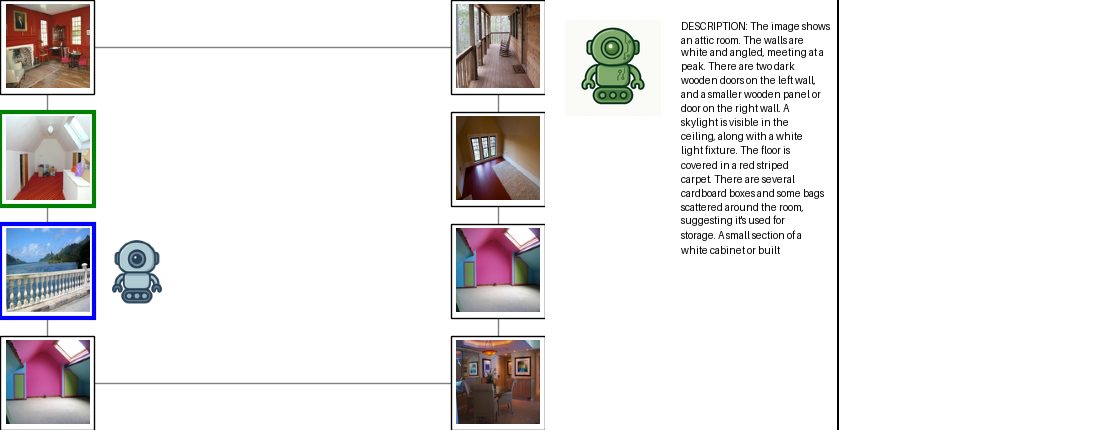 DESCRIPTION: The image shows
an attic room. The walls are
white and angled, meeting at a
peak. There are two dark
wooden doors on the left wall,
and a smaller wooden panel or
door on the right wall. A
skylight is visible in the
ceiling, along with a white
light fixture. The floor is
covered in a red striped
carpet. There are several
cardboard boxes and some bags
scattered around the room,
suggesting it's used for
storage. A small section of a
white cabinet or built